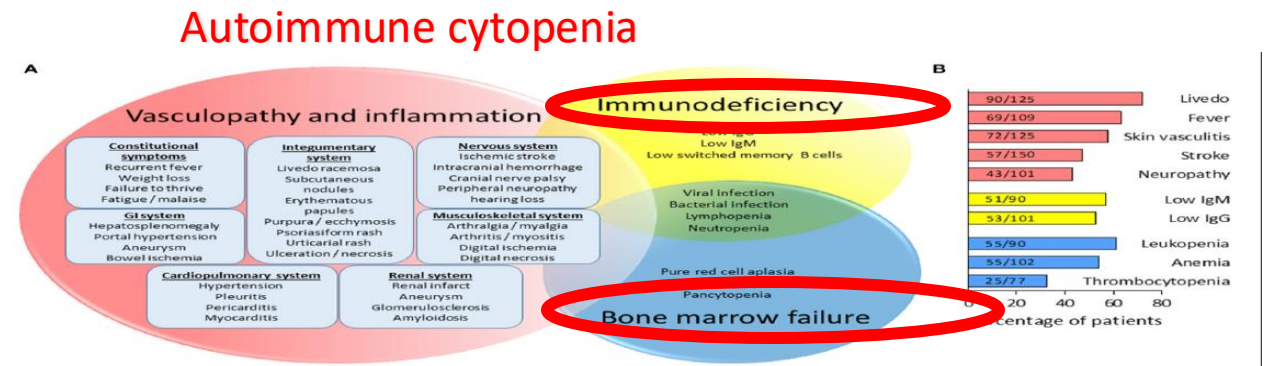 Autoimmune cytopenia
A
Vasculopathy and inflammation
Constitutional
symptoms
Recurrent fever
Weight loss
Failure to thrive
Fatigue / malaise
Integumentary
system
Livedo racemosa
Subcutaneous
nodules
Erythematous
papules
Purpura / ecchymosis
Psoriasiform rash
Urticarial rash
Ulceration / necrosis
Nervous system
Ischemic stroke
Intracranial hemorrhage
Cranial nerve palsy
Peripheral neuropathy
hearing loss
GI system
Hepatosplenomegaly
Portal hypertension
Aneurysm
Bowel ischemia
Musculoskeletal system
Arthralgia / myalgia
Arthritis / myositis
Digital ischemia
Digital necrosis
Cardiopulmonary system
Hypertension
Pleuritis
Pericarditis
Myocarditis
Renal system
Renal infarct
Aneurysm
Glomerulosclerosis
Amyloidosis
Immunodeficiency
Low IgG
Low IgM
Low switched memory B cells
Viral infection
Bacterial infection
Lymphopenia
Neutropenia
Pure red cell aplasia
Pancytopenia
Bone marrow failure
B
90/125 Livedo
69/109 Fever
72/125 Skin vasculitis
57/150 Stroke
43/101 Neuropathy
51/90 Low IgM
53/101 Low IgG
55/90 Leukopenia
55/102 Anemia
25/77 Thrombocytopenia
0 20 40 60 80
centage of patients